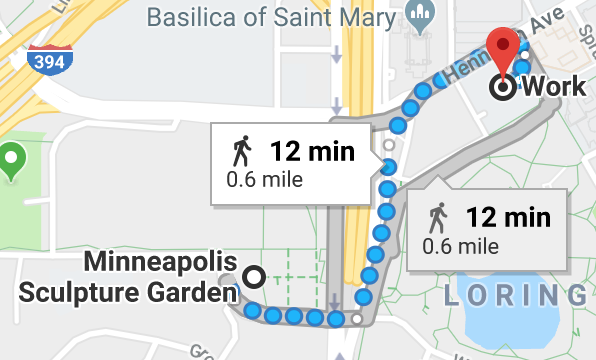 Basilica of Saint Mary
Hennepin Ave
394
Work
12 min
0.6 mile
12 min
0.6 mile
Minneapolis
Sculpture Garden
LORING